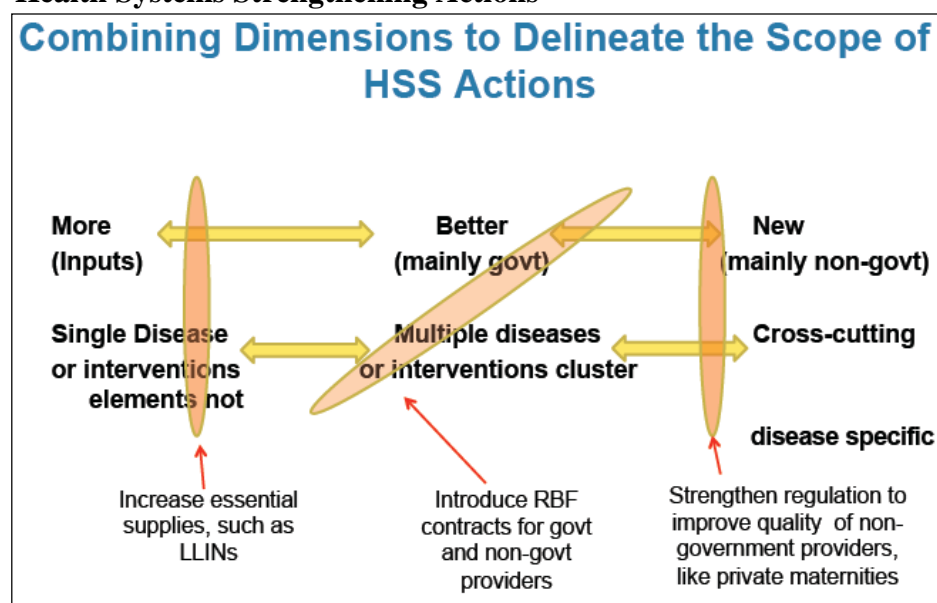 Health Systems Strengthening Actions
Combining Dimensions to Delineate the Scope of
HSS Actions
More
(Inputs)
Better
(mainly govt)
New
(mainly non-govt)
Single Disease
or interventions
elements not
Multiple diseases
or interventions cluster
Cross-cutting
disease specific
Increase essential
supplies, such as
LLINs
Introduce RBF
contracts for govt
and non-govt
providers
Strengthen regulation to
improve quality of non-
government providers,
like private maternities